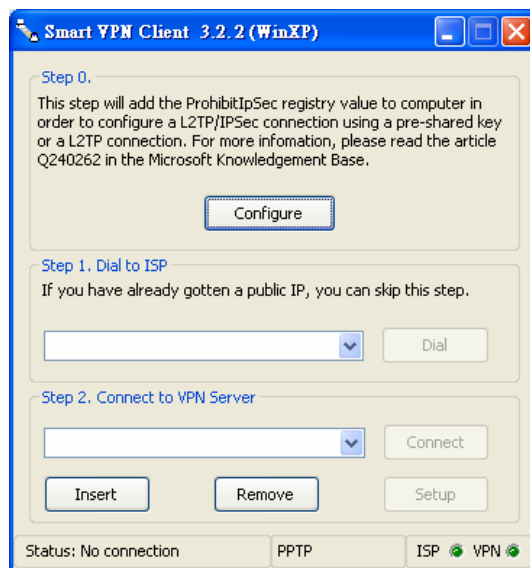 Smart VPN Client 3.2.2 (WinXP)
Step 0.
This step will add the ProhibitIpSec registry value to computer in
order to configure a L2TP/IPSec connection using a pre-shared key
or a L2TP connection. For more infomation, please read the article
Q240262 in the Microsoft Knowledgement Base.
Configure
Step 1. Dial to ISP
If you have already gotten a public IP, you can skip this step.
Dial
Step 2. Connect to VPN Server
Connect
Insert Remove Setup
Status: No connection PPTP ISP VPN